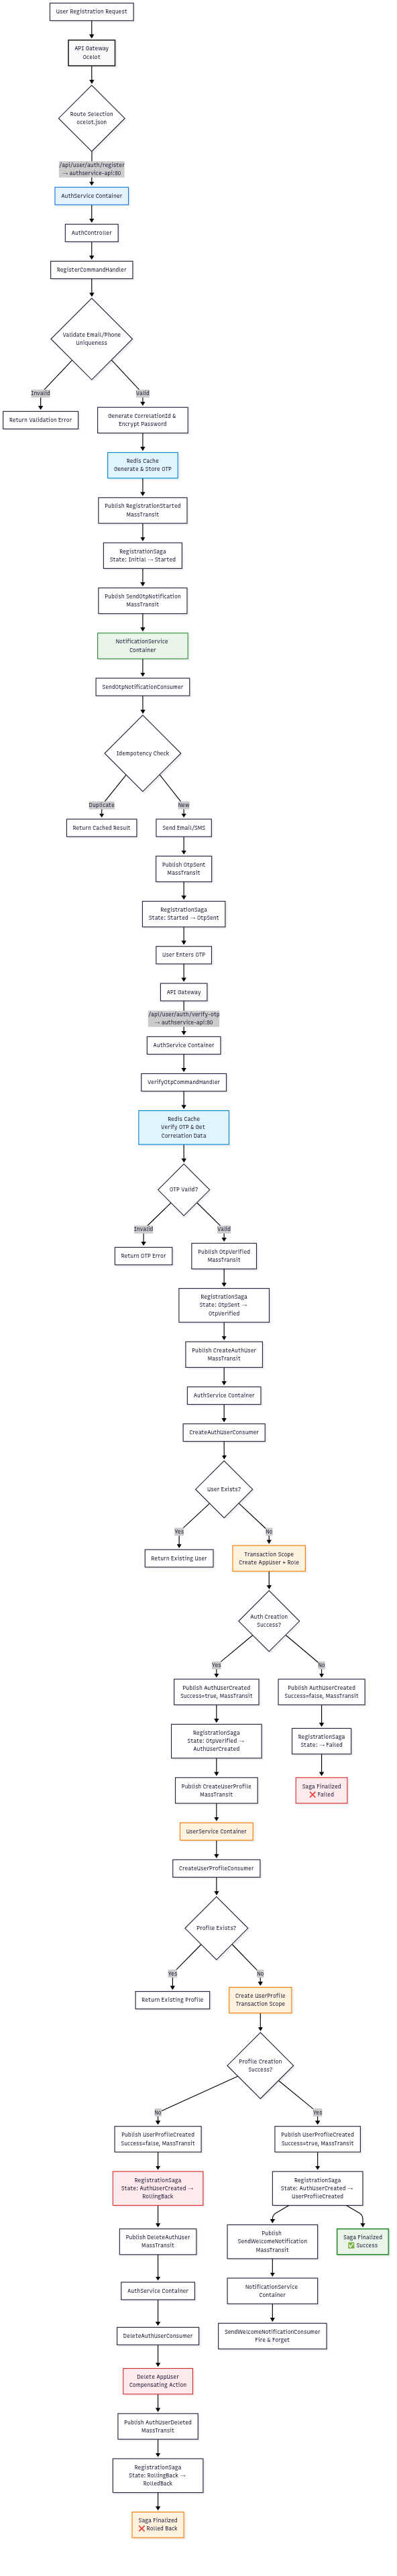 User Registration Request
API Gateway
Ocelot
Route Selection
ocelot.json
/api/user/auth/register
→ authservice-api:80
AuthService Container
AuthController
RegisterCommandHandler
Validate Email/Phone
Uniqueness
Invalid
Valid
Return Validation Error
Generate CorrelationId &
Encrypt Password
Redis Cache
Generate & Store OTP
Publish RegistrationStarted
MassTransit
RegistrationSaga
State: Initial → Started
Publish SendOtpNotification
MassTransit
NotificationService
Container
SendOtpNotificationConsumer
Idempotency Check
Duplicate
New
Return Cached Result
Send Email/SMS
Publish OtpSent
MassTransit
RegistrationSaga
State: Started → OtpSent
User Enters OTP
API Gateway
/api/user/auth/verify-otp
→ authservice-api:80
AuthService Container
VerifyOtpCommandHandler
Redis Cache
Verify OTP & Get
Correlation Data
OTP Valid?
Invalid
Valid
Return OTP Error
Publish OtpVerified
MassTransit
RegistrationSaga
State: OtpSent →
OtpVerified
Publish CreateAuthUser
MassTransit
AuthService Container
CreateAuthUserConsumer
User Exists?
Yes
No
Return Existing User
Transaction Scope
Create AppUser + Role
Auth Creation
Success?
Yes
No
Publish AuthUserCreated
Success=true, MassTransit
Publish AuthUserCreated
Success=false, MassTransit
RegistrationSaga
State: OtpVerified →
AuthUserCreated
RegistrationSaga
State: → Failed
Publish CreateUserProfile
MassTransit
Saga Finalized
❌ Failed
UserService Container
CreateUserProfileConsumer
Profile Exists?
Yes
No
Return Existing Profile
Create UserProfile
Transaction Scope
Profile Creation
Success?
No
Yes
Publish UserProfileCreated
Success=false, MassTransit
Publish UserProfileCreated
Success=true, MassTransit
RegistrationSaga
State: AuthUserCreated →
RollingBack
RegistrationSaga
State: AuthUserCreated →
UserProfileCreated
Publish DeleteAuthUser
MassTransit
Publish
SendWelcomeNotification
MassTransit
Saga Finalized
✅ Success
AuthService Container
NotificationService
Container
DeleteAuthUserConsumer
SendWelcomeNotificationConsumer
Fire & Forget
Delete AppUser
Compensating Action
Publish AuthUserDeleted
MassTransit
RegistrationSaga
State: RollingBack →
RolledBack
Saga Finalized
❌ Rolled Back